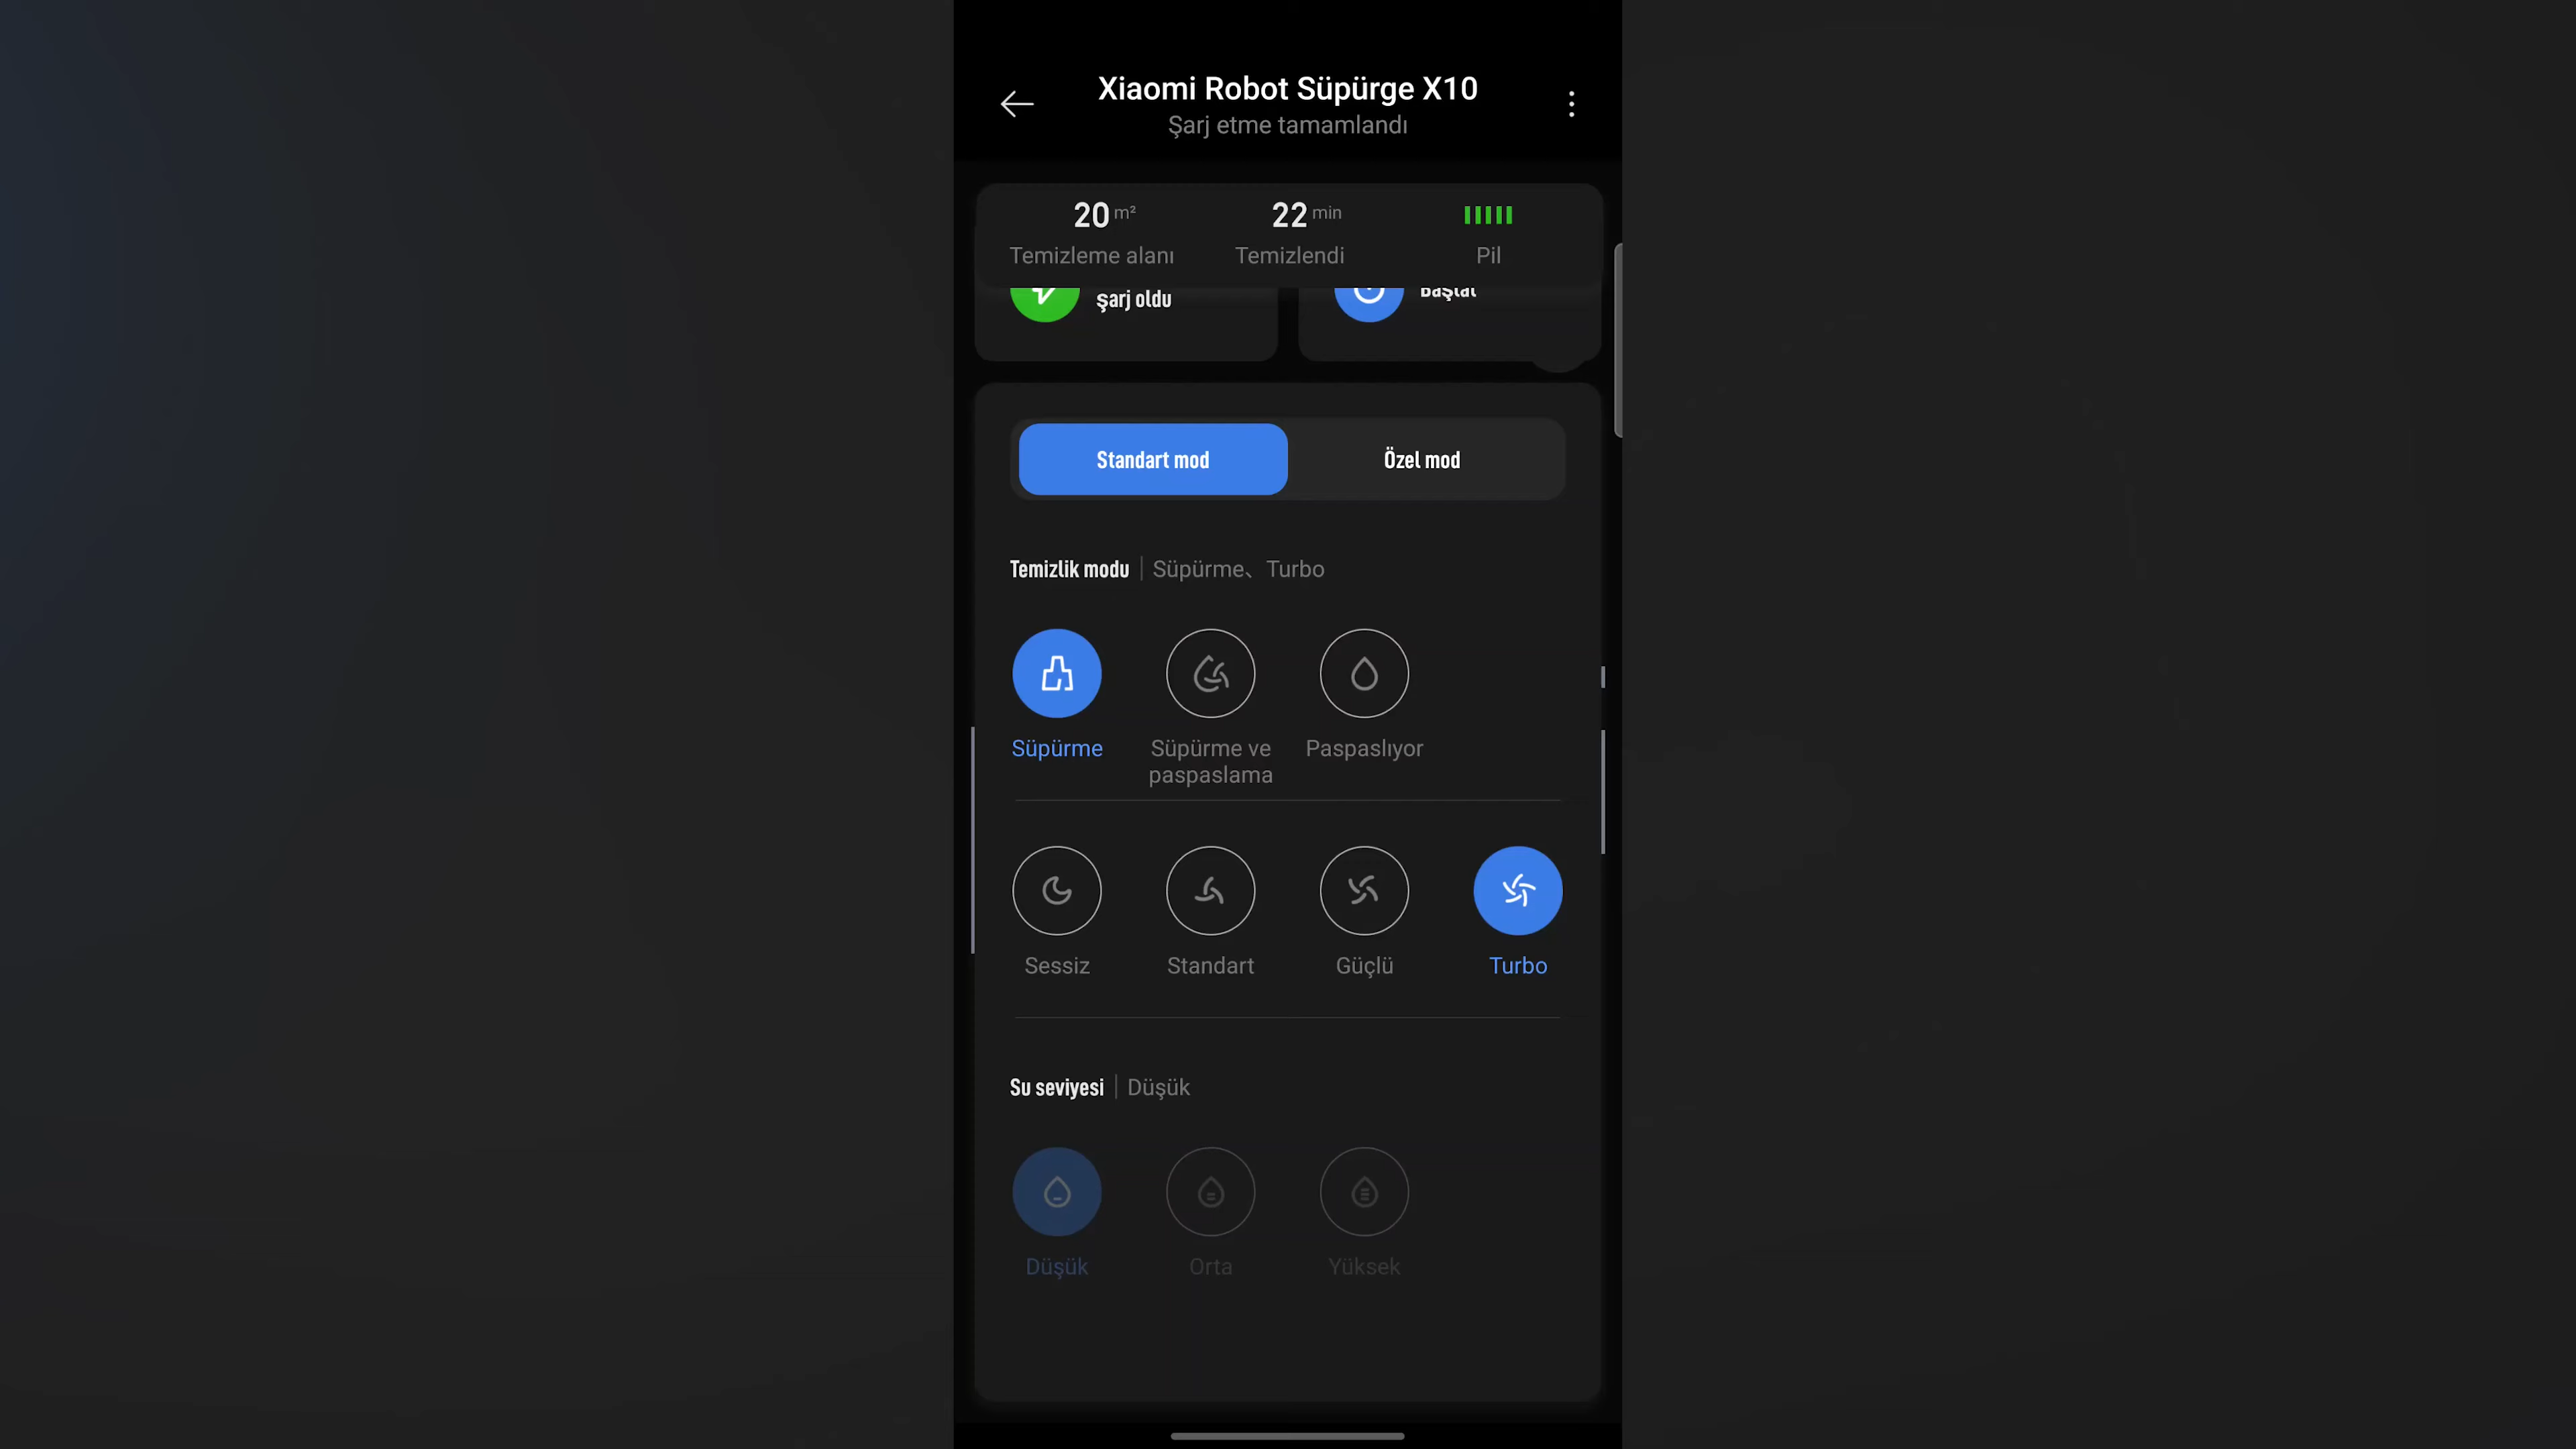 Xiaomi Robot Süpürge X10
Şarj etme tamamlandı
20 m² 22 min
Temizleme alanı Temizlendi Pil
şarj oldu Başlat
Standart mod Özel mod
Temizlik modu | Süpürme、 Turbo
Süpürme Süpürme ve Paspaslıyor
paspaslama
Sessiz Standart Güçlü Turbo
Su seviyesi | Düşük
Düşük Orta Yüksek